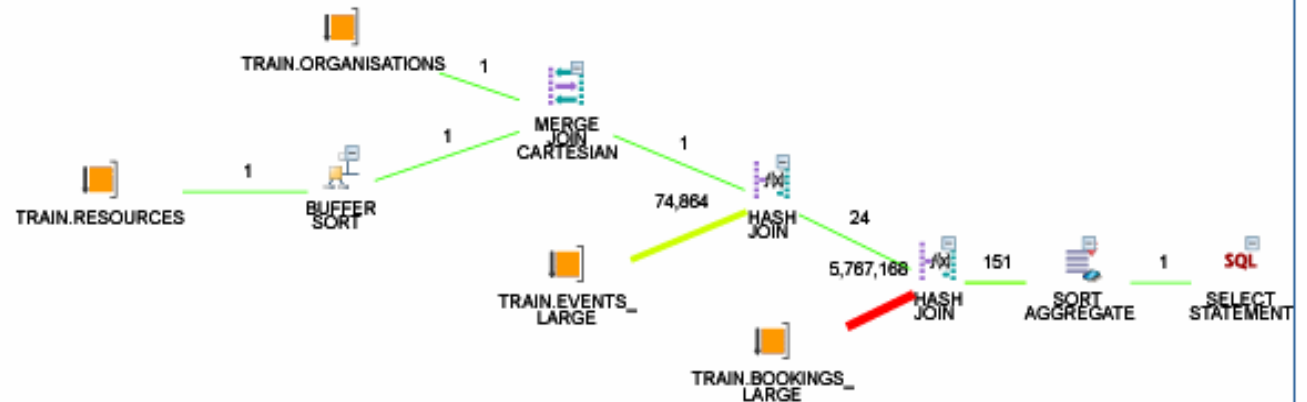 TRAIN.ORGANISATIONS
1
MERGE
JOIN
CARTESIAN
1
1
1
TRAIN.RESOURCES
BUFFER
SORT
74,864
HASH
JOIN
24
TRAIN.EVENTS_
LARGE
5,767,168
HASH
JOIN
151
SORT
AGGREGATE
1
SQL
SELECT
STATEMENT
TRAIN.BOOKINGS_
LARGE